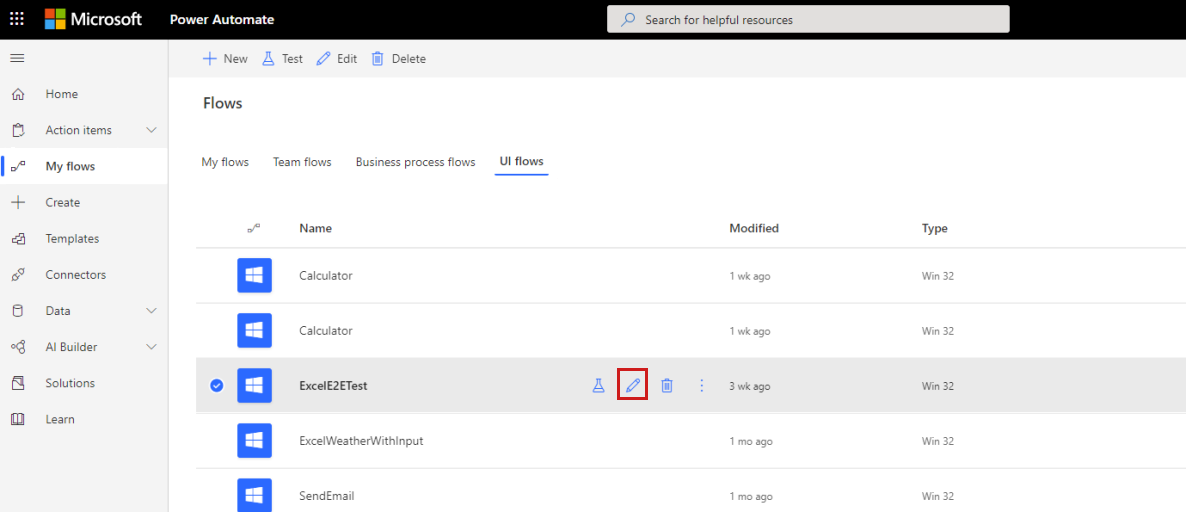 Microsoft Power Automate Search for helpful resources
New Test Edit Delete
Home
Action items
My flows
Create
Templates
Connectors
Data
AI Builder
Solutions
Learn
Flows
My flows Team flows Business process flows UI flows
Name Modified Type
Calculator 1 wk ago Win 32
Calculator 1 wk ago Win 32
ExcelE2ETest 3 wk ago Win 32
ExcelWeatherWithInput 1 mo ago Win 32
SendEmail 1 mo ago Win 32